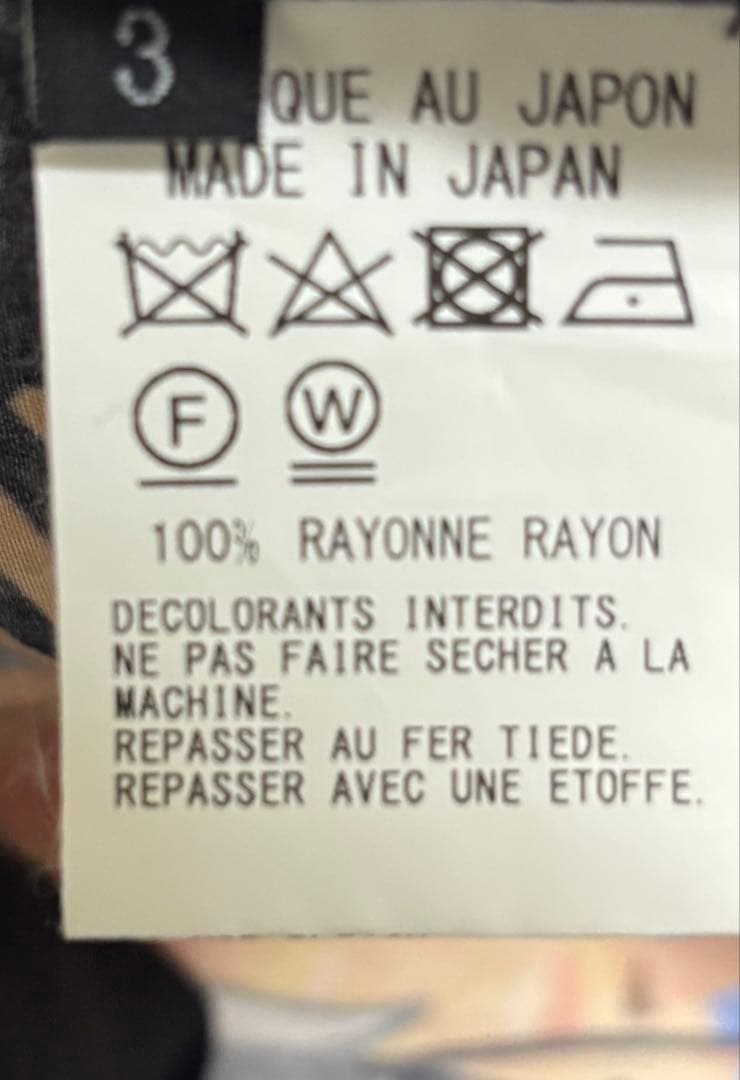 3
QUE AU JAPON
MADE IN JAPAN
F W
100% RAYONNE RAYON
DECOLORANTS INTERDITS.
NE PAS FAIRE SECHER A LA
MACHINE.
REPASSER AU FER TIEDE.
REPASSER AVEC UNE ETOFFE.